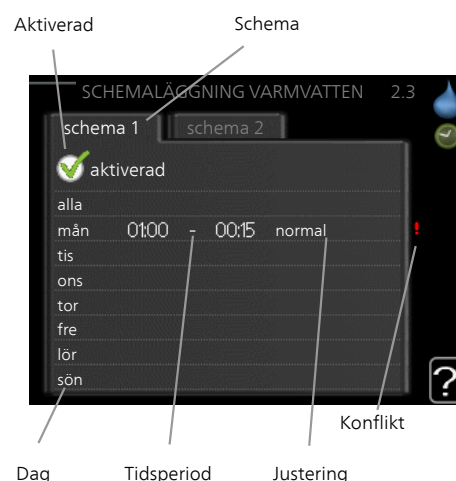 Aktiverad Schema
SCHEMALÄGGNING VARMVATTEN 2.3
schema 1 schema 2
aktiverad
alla
mån 01:00 - 00:15 normal !
tis
ons
tor
fre
lör
sön
?
Konflikt
Dag Tidsperiod Justering